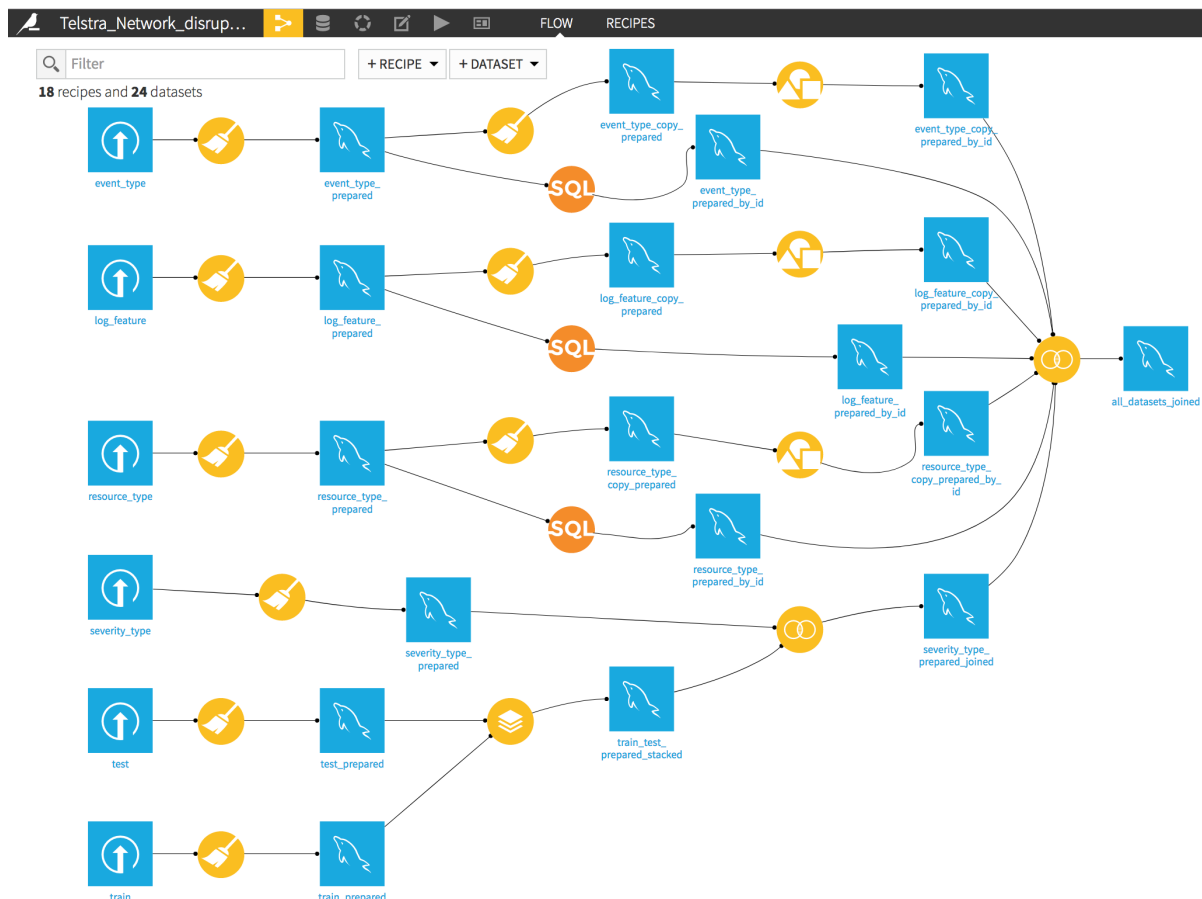 Telstra_Network_disrup...
FLOW
RECIPES
Filter
+ RECIPE
+ DATASET
18 recipes and 24 datasets
event_type
event_type_
prepared
event_type_copy_
prepared
event_type_copy_
prepared_by_id
SQL
event_type_
prepared_by_id
log_feature
log_feature_
prepared
log_feature_copy_
prepared
log_feature_copy_
prepared_by_id
SQL
log_feature_
prepared_by_id
all_datasets_joined
resource_type
resource_type_
prepared
resource_type_
copy_prepared
resource_type_
copy_prepared_by_
id
SQL
resource_type_
prepared_by_id
severity_type
severity_type_
prepared
severity_type_
prepared_joined
test
test_prepared
train_test_
prepared_stacked
train
train_prepared